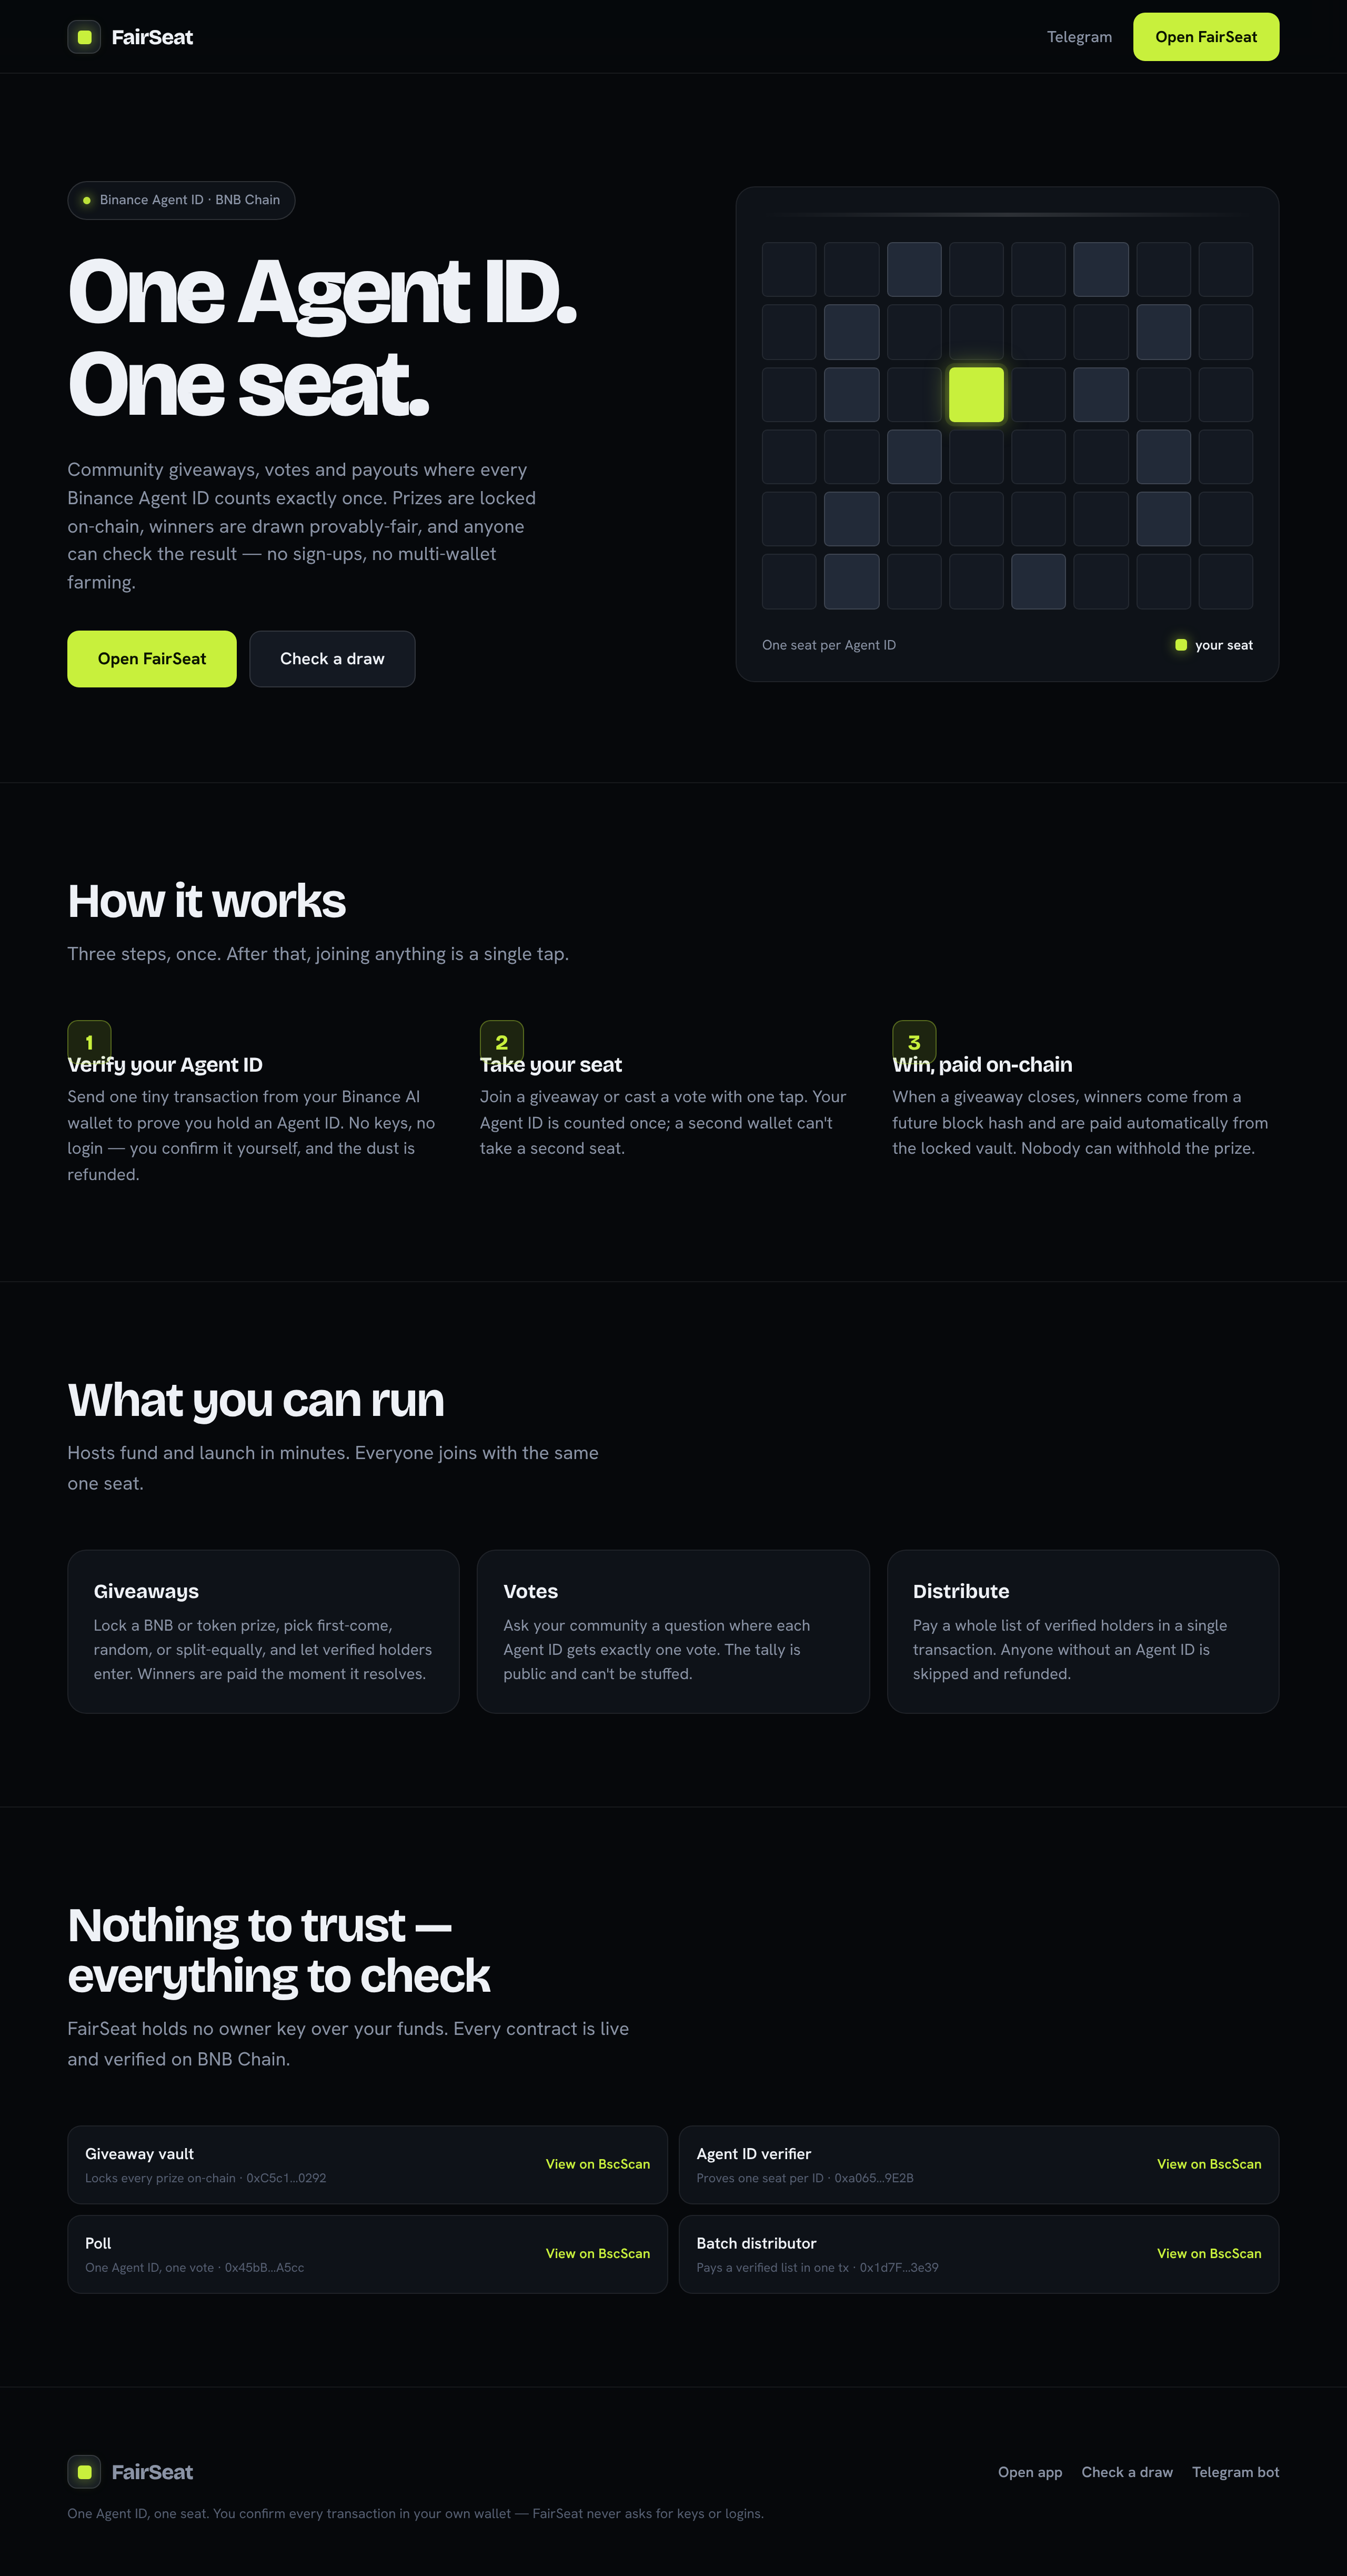 FairSeat
Telegram
Open FairSeat
Binance Agent ID · BNB Chain
One Agent ID.
One seat.
Community giveaways, votes and payouts where every
Binance Agent ID counts exactly once. Prizes are locked
on-chain, winners are drawn provably-fair, and anyone
can check the result — no sign-ups, no multi-wallet
farming.
Open FairSeat
Check a draw
One seat per Agent ID
your seat
How it works
Three steps, once. After that, joining anything is a single tap.
1
Verify your Agent ID
Send one tiny transaction from your Binance AI
wallet to prove you hold an Agent ID. No keys, no
login — you confirm it yourself, and the dust is
refunded.
2
Take your seat
Join a giveaway or cast a vote with one tap. Your
Agent ID is counted once; a second wallet can't
take a second seat.
3
Win, paid on-chain
When a giveaway closes, winners come from a
future block hash and are paid automatically from
the locked vault. Nobody can withhold the prize.
What you can run
Hosts fund and launch in minutes. Everyone joins with the same
one seat.
Giveaways
Lock a BNB or token prize, pick first-come,
random, or split-equally, and let verified holders
enter. Winners are paid the moment it resolves.
Votes
Ask your community a question where each
Agent ID gets exactly one vote. The tally is
public and can't be stuffed.
Distribute
Pay a whole list of verified holders in a single
transaction. Anyone without an Agent ID is
skipped and refunded.
Nothing to trust —
everything to check
FairSeat holds no owner key over your funds. Every contract is live
and verified on BNB Chain.
Giveaway vault
Locks every prize on-chain · 0xC5c1…0292
View on BscScan
Agent ID verifier
Proves one seat per ID · 0xa065…9E2B
View on BscScan
Poll
One Agent ID, one vote · 0x45bB…A5cc
View on BscScan
Batch distributor
Pays a verified list in one tx · 0x1d7F…3e39
View on BscScan
FairSeat
Open app
Check a draw
Telegram bot
One Agent ID, one seat. You confirm every transaction in your own wallet — FairSeat never asks for keys or logins.